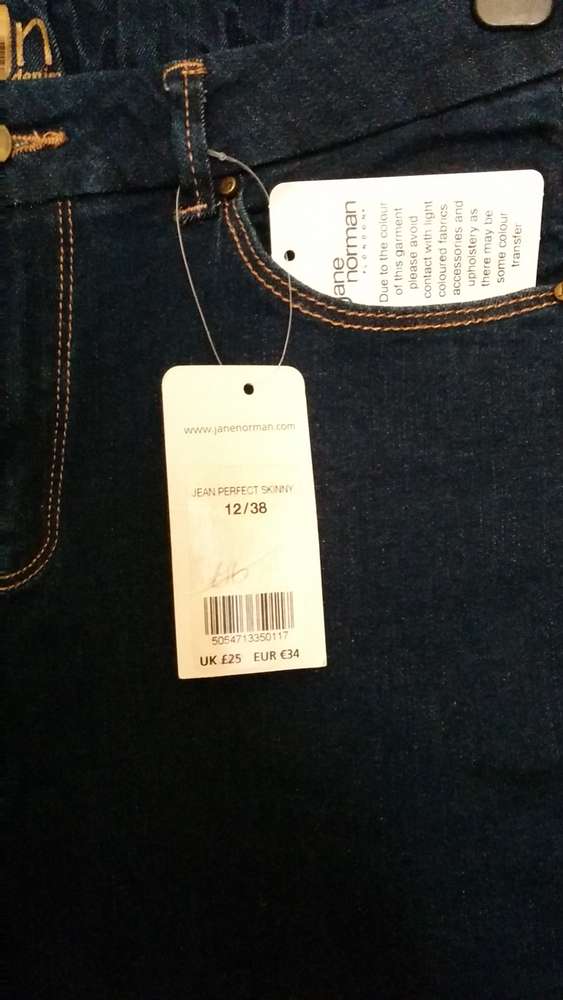 n
denim
jane
norman
LONDON
Due to the colour
of this garment
please avoid
contact with light
coloured fabrics
accessories and
upholstery as
there may be
some colour
transfer
www.janenorman.com
JEAN PERFECT SKINNY
12/38
5054713350117
UK £25 EUR €34